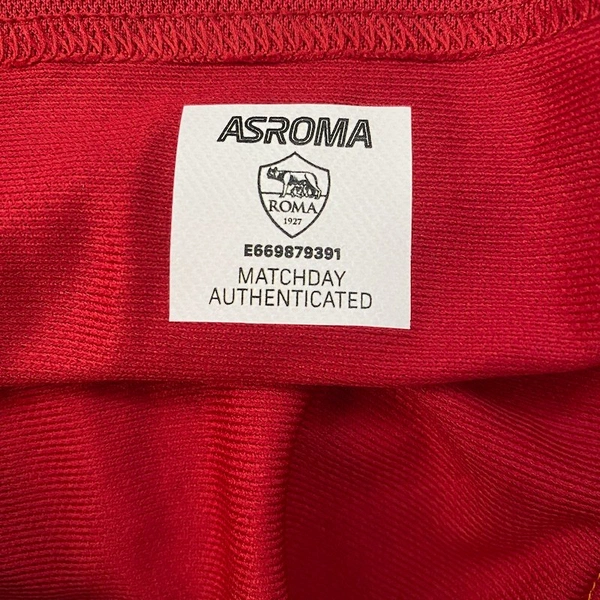 ASROMA
ROMA
1927
E669879391
MATCHDAY
AUTHENTICATED